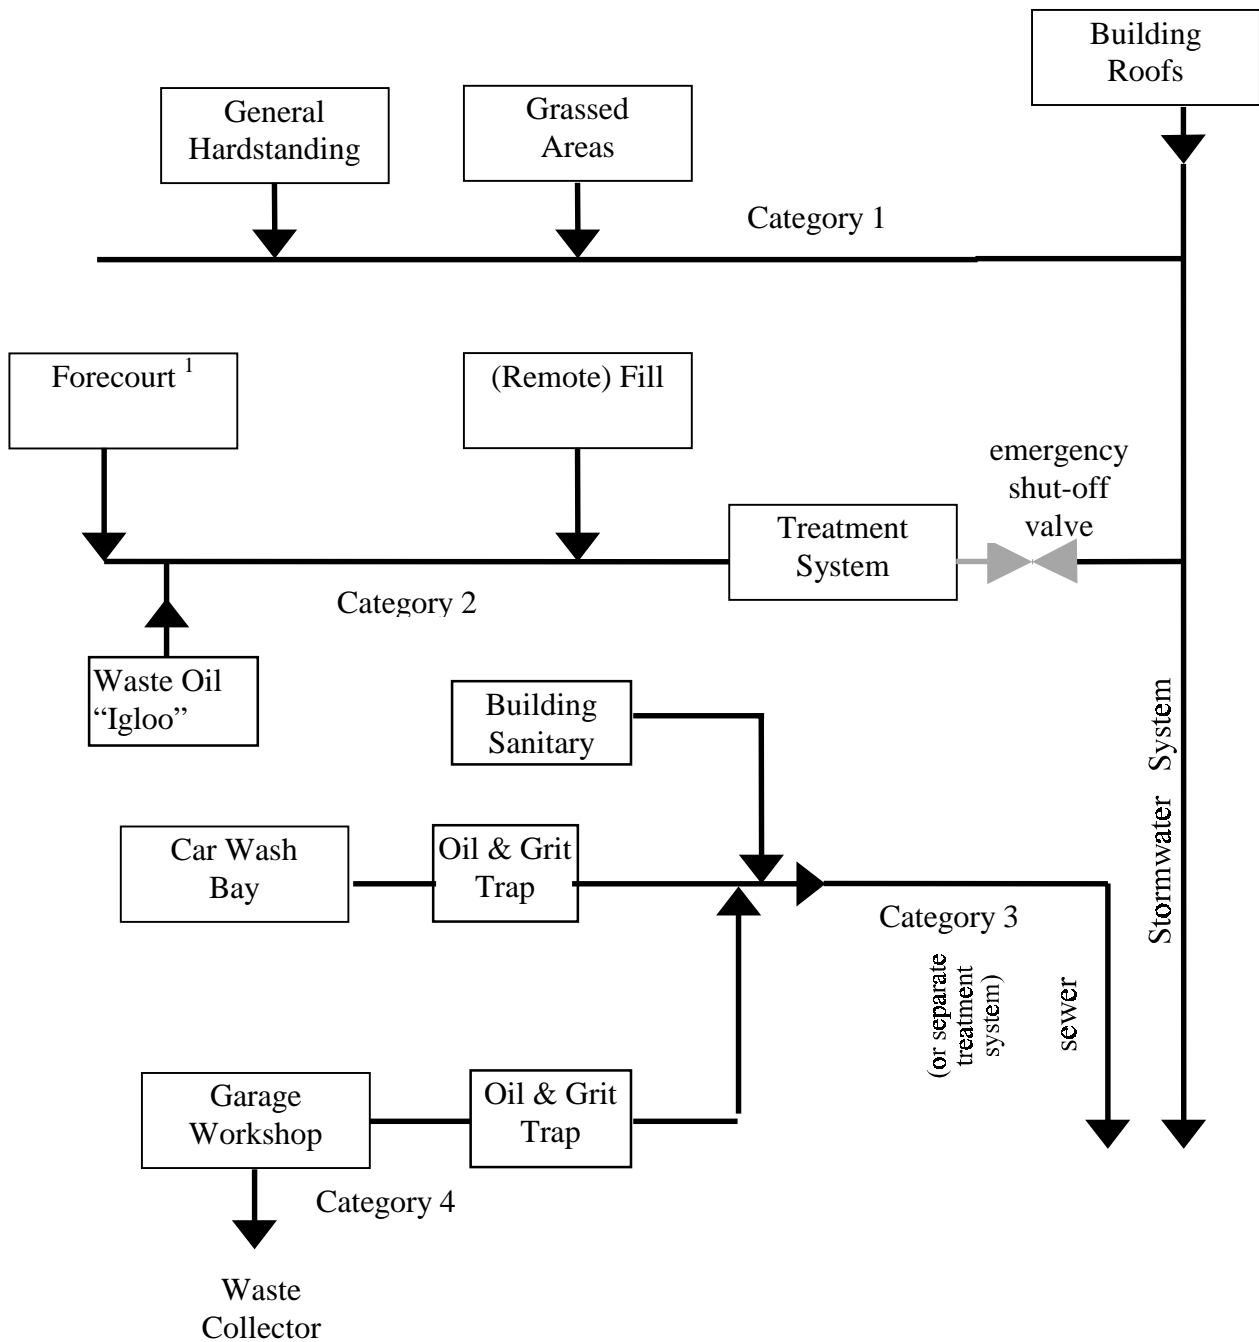 Building
Roofs
General
Hardstanding
Grassed
Areas
Category 1
Forecourt 1
(Remote) Fill
emergency
shut-off
valve
Treatment
System
Category 2
Waste Oil
“Igloo”
Building
Sanitary
Stormwater System
Car Wash
Bay
Oil & Grit
Trap
Category 3
(or separate
treatment
system)
sewer
Garage
Workshop
Oil & Grit
Trap
Category 4
Waste
Collector